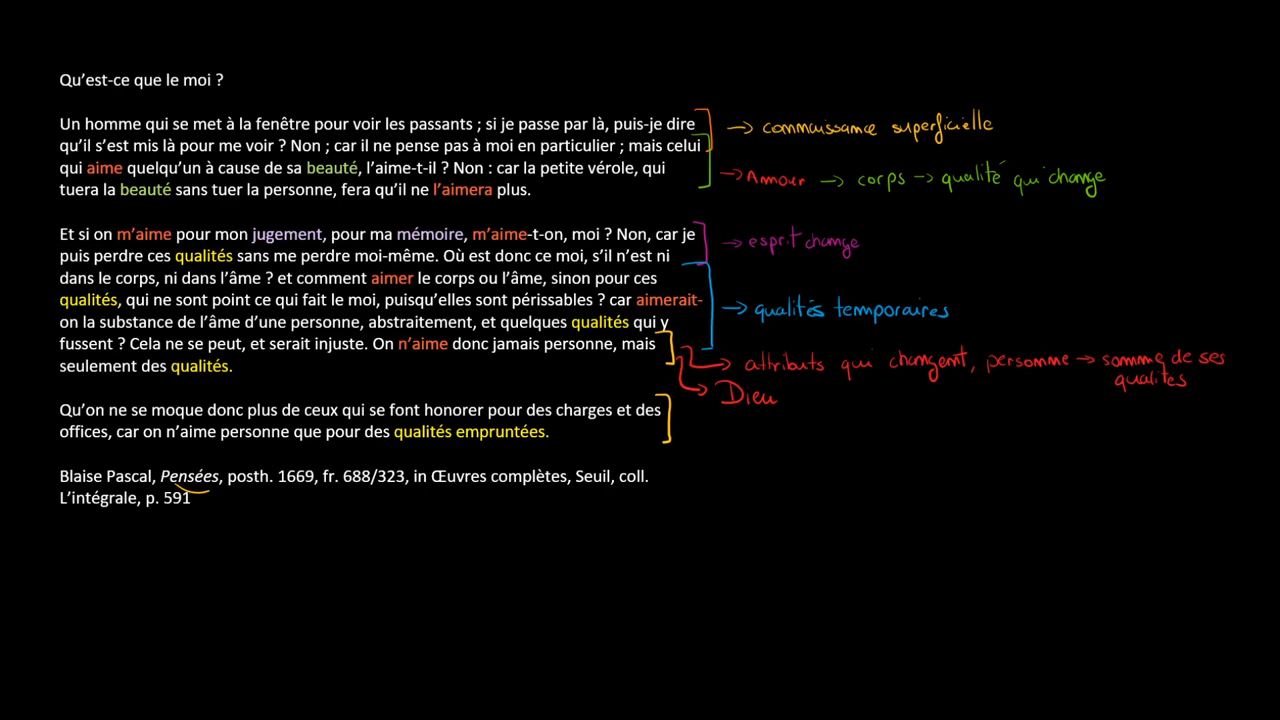 Qu'est-ce que le moi ?
Un homme qui se met à la fenêtre pour voir les passants ; si je passe par là, puis-je dire
qu'il s'est mis là pour me voir ? Non ; car il ne pense pas à moi en particulier ; mais celui
qui aime quelqu'un à cause de sa beauté, l'aime-t-il ? Non : car la petite vérole, qui
tuera la beauté sans tuer la personne, fera qu'il ne l'aimera plus.
→ connaissance superficielle
→ Amour → corps → qualité qui change
Et si on m'aime pour mon jugement, pour ma mémoire, m'aime-t-on, moi ? Non, car je
puis perdre ces qualités sans me perdre moi-même. Où est donc ce moi, s'il n'est ni
dans le corps, ni dans l'âme ? et comment aimer le corps ou l'âme, sinon pour ces
qualités, qui ne sont point ce qui fait le moi, puisqu'elles sont périssables ? car aimerait-
on la substance de l'âme d'une personne, abstraitement, et quelques qualités qui y
fussent ? Cela ne se peut, et serait injuste. On n'aime donc jamais personne, mais
seulement des qualités.
→ esprit change
→ qualités temporaires
→ attributs qui changent, personne → somme de ses
qualités
→ Dieu
Qu'on ne se moque donc plus de ceux qui se font honorer pour des charges et des
offices, car on n'aime personne que pour des qualités empruntées.
Blaise Pascal, Pensées, posth. 1669, fr. 688/323, in Œuvres complètes, Seuil, coll.
L'intégrale, p. 591